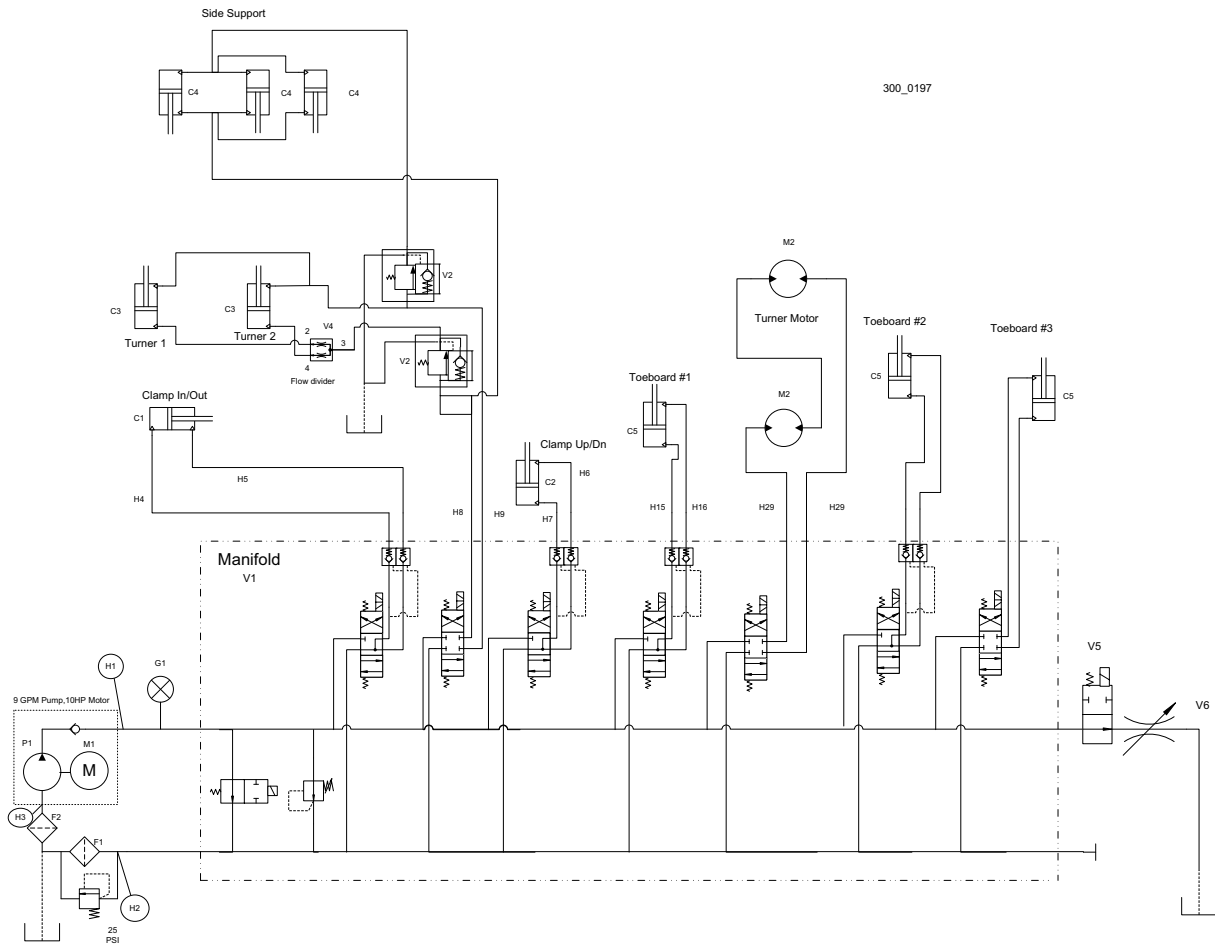 Side Support
C4
C4
C4
300_0197
M2
V2
C3
C3
Turner 1
Turner 2
2
V4
3
4
Flow divider
V2
Turner Motor
Toeboard #2
Toeboard #3
C5
C5
Clamp In/Out
C1
Toeboard #1
C5
M2
Clamp Up/Dn
C2
H6
H5
H4
H8
H9
H7
H15
H16
H29
H29
Manifold
V1
H1
G1
V5
V6
9 GPM Pump,10HP Motor
P1
M1
M
H3
F2
F1
H2
25
PSI